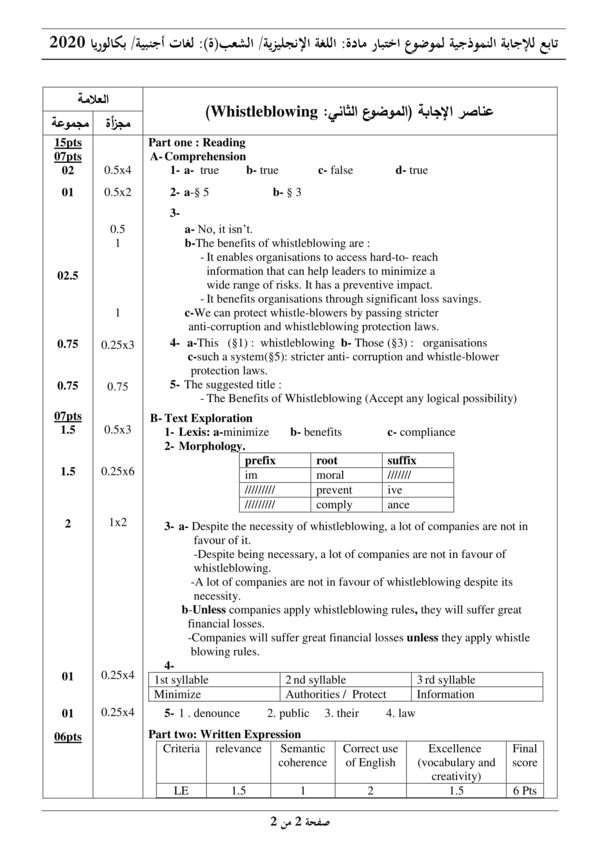 تابع للإجابة النموذجية لموضوع اختبار مادة: اللغة الإنجليزية/ الشعب(ة): لغات أجنبية/ بكالوريا 2020
العلامة
عناصر الإجابة (الموضوع الثاني: Whistleblowing)
مجموعة مجزأة
15pts Part one : Reading
07pts A- Comprehension
02 0.5x4 1- a- true b- true c- false d- true
01 0.5x2 2- a-§ 5 b- § 3
3-
0.5 a- No, it isn't.
1 b-The benefits of whistleblowing are :
- It enables organisations to access hard-to- reach
information that can help leaders to minimize a
02.5 wide range of risks. It has a preventive impact.
- It benefits organisations through significant loss savings.
1 c-We can protect whistle-blowers by passing stricter
anti-corruption and whistleblowing protection laws.
0.75 0.25x3 4- a-This (§1) : whistleblowing b- Those (§3) : organisations
c-such a system(§5): stricter anti- corruption and whistle-blower
protection laws.
0.75 0.75 5- The suggested title :
- The Benefits of Whistleblowing (Accept any logical possibility)
07pts B- Text Exploration
1.5 0.5x3 1- Lexis: a-minimize b- benefits c- compliance
2- Morphology.
prefix root suffix
1.5 0.25x6 im moral ///////
///////// prevent ive
///////// comply ance
2 1x2 3- a- Despite the necessity of whistleblowing, a lot of companies are not in
favour of it.
-Despite being necessary, a lot of companies are not in favour of
whistleblowing.
-A lot of companies are not in favour of whistleblowing despite its
necessity.
b-Unless companies apply whistleblowing rules, they will suffer great
financial losses.
-Companies will suffer great financial losses unless they apply whistle
blowing rules.
4-
01 0.25x4 1st syllable 2 nd syllable 3 rd syllable
Minimize Authorities / Protect Information
01 0.25x4 5- 1 . denounce 2. public 3. their 4. law
06pts Part two: Written Expression
Criteria relevance Semantic Correct use Excellence Final
coherence of English (vocabulary and score
creativity)
LE 1.5 1 2 1.5 6 Pts
صفحة 2 من 2